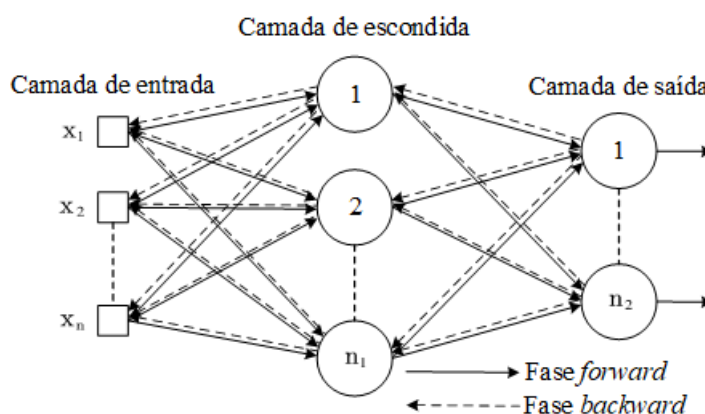 Camada de escondida
Camada de entrada
Camada de saída
x₁
1
1
x₂
2
xₙ
n₁
n₂
Fase forward
Fase backward